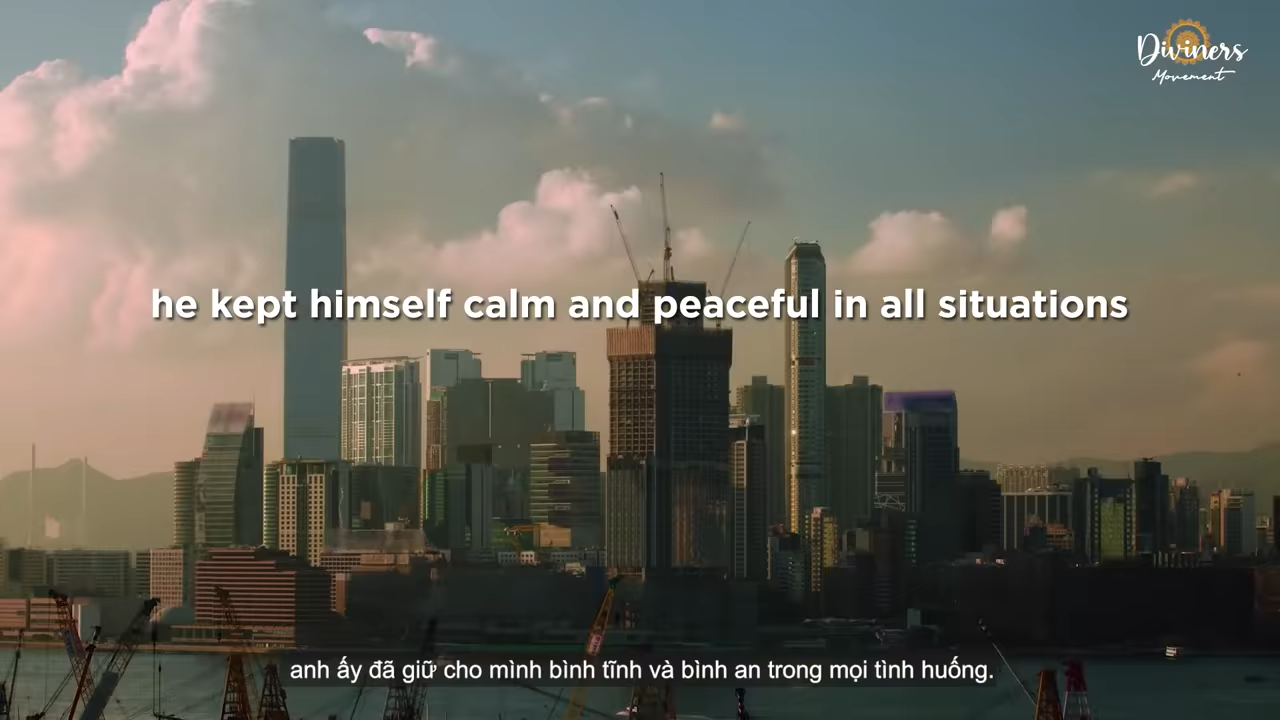 Diviners
Movement
he kept himself calm and peaceful in all situations
anh ấy đã giữ cho mình bình tĩnh và bình an trong mọi tình huống.